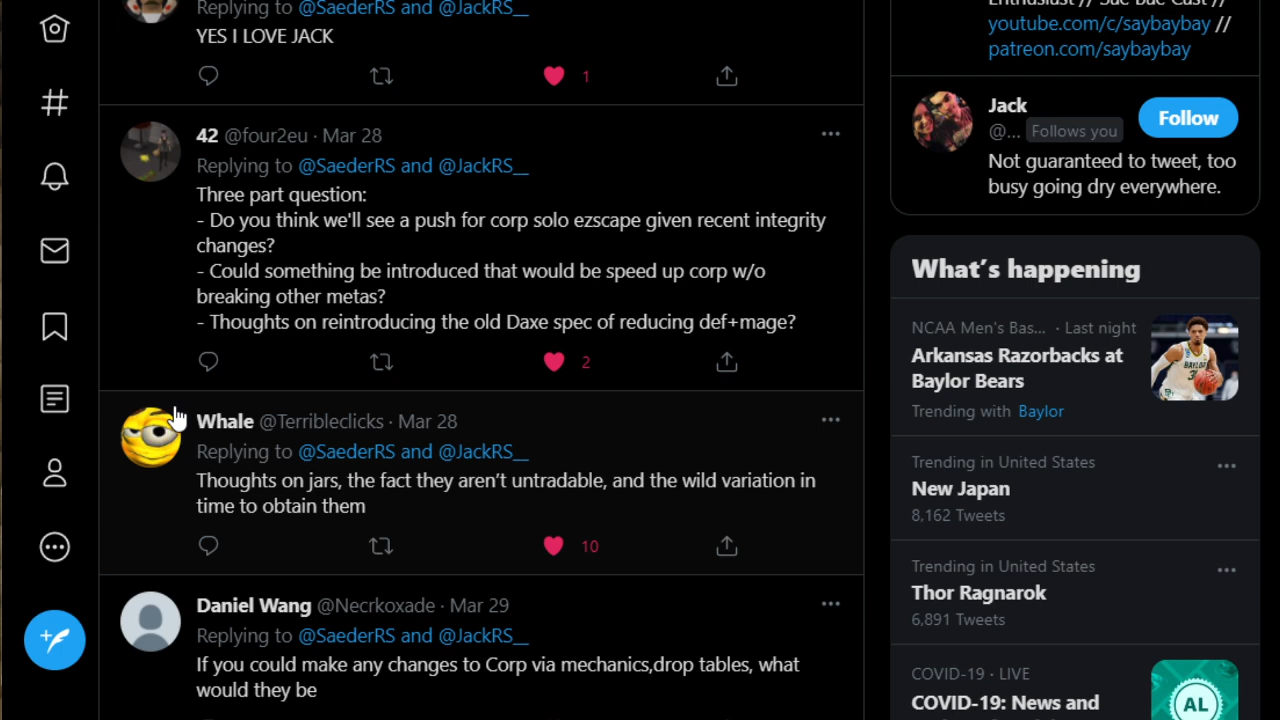 Replying to @SaederRS and @JackRS__
YES I LOVE JACK
1
42 @four2eu · Mar 28
Replying to @SaederRS and @JackRS__
Three part question:
- Do you think we'll see a push for corp solo ezscape given recent integrity
changes?
- Could something be introduced that would be speed up corp w/o
breaking other metas?
- Thoughts on reintroducing the old Daxe spec of reducing def+mage?
2
Whale @Terribleclicks · Mar 28
Replying to @SaederRS and @JackRS__
Thoughts on jars, the fact they aren't untradable, and the wild variation in
time to obtain them
10
Daniel Wang @Necrkoxade · Mar 29
Replying to @SaederRS and @JackRS__
If you could make any changes to Corp via mechanics,drop tables, what
would they be
Enthusiast // Sae Bae Cast //
youtube.com/c/saybaybay //
patreon.com/saybaybay
Jack
@... Follows you
Follow
Not guaranteed to tweet, too
busy going dry everywhere.
What's happening
NCAA Men's Bas... · Last night
Arkansas Razorbacks at
Baylor Bears
Trending with Baylor
Trending in United States
New Japan
8,162 Tweets
Trending in United States
Thor Ragnarok
6,891 Tweets
COVID-19 · LIVE
COVID-19: News and
AL